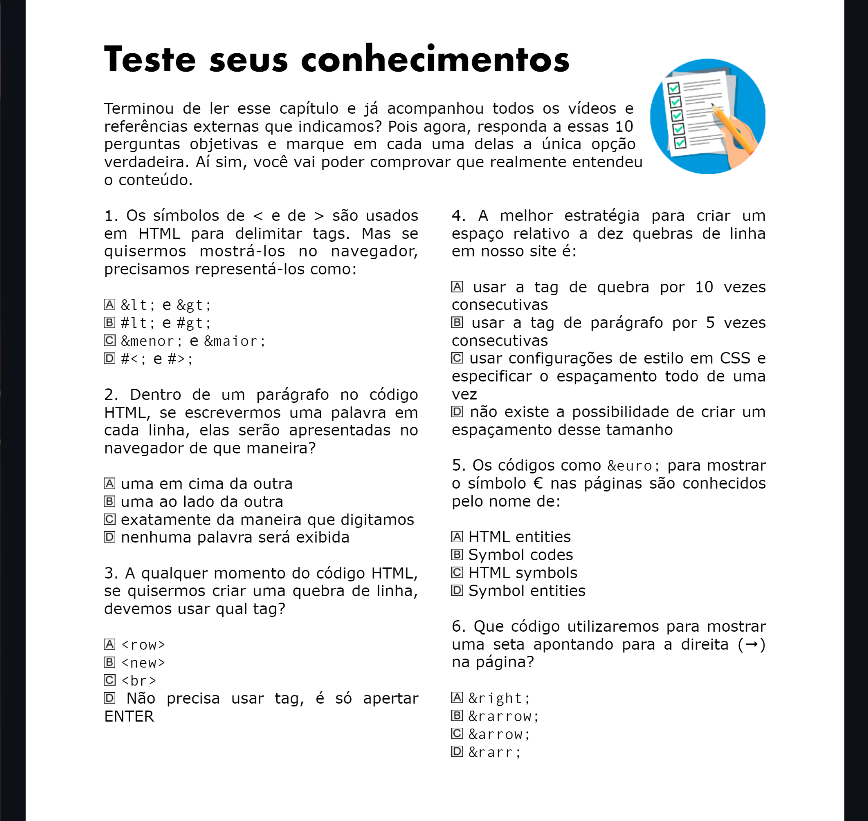 Teste seus conhecimentos
Terminou de ler esse capítulo e já acompanhou todos os vídeos e
referências externas que indicamos? Pois agora, responda a essas 10
perguntas objetivas e marque em cada uma delas a única opção
verdadeira. Aí sim, você vai poder comprovar que realmente entendeu
o conteúdo.
1. Os símbolos de < e de > são usados
em HTML para delimitar tags. Mas se
quisermos mostrá-los no navegador,
precisamos representá-los como:
A &lt; e &gt;
B #lt; e #gt;
C &menor; e &maior;
D #<; e #>;
2. Dentro de um parágrafo no código
HTML, se escrevermos uma palavra em
cada linha, elas serão apresentadas no
navegador de que maneira?
A uma em cima da outra
B uma ao lado da outra
C exatamente da maneira que digitamos
D nenhuma palavra será exibida
3. A qualquer momento do código HTML,
se quisermos criar uma quebra de linha,
devemos usar qual tag?
A <row>
B <new>
C <br>
D Não precisa usar tag, é só apertar
ENTER
4. A melhor estratégia para criar um
espaço relativo a dez quebras de linha
em nosso site é:
A usar a tag de quebra por 10 vezes
consecutivas
B usar a tag de parágrafo por 5 vezes
consecutivas
C usar configurações de estilo em CSS e
especificar o espaçamento todo de uma
vez
D não existe a possibilidade de criar um
espaçamento desse tamanho
5. Os códigos como &euro; para mostrar
o símbolo € nas páginas são conhecidos
pelo nome de:
A HTML entities
B Symbol codes
C HTML symbols
D Symbol entities
6. Que código utilizaremos para mostrar
uma seta apontando para a direita (→)
na página?
A &right;
B &rarrow;
C &arrow;
D &rarr;